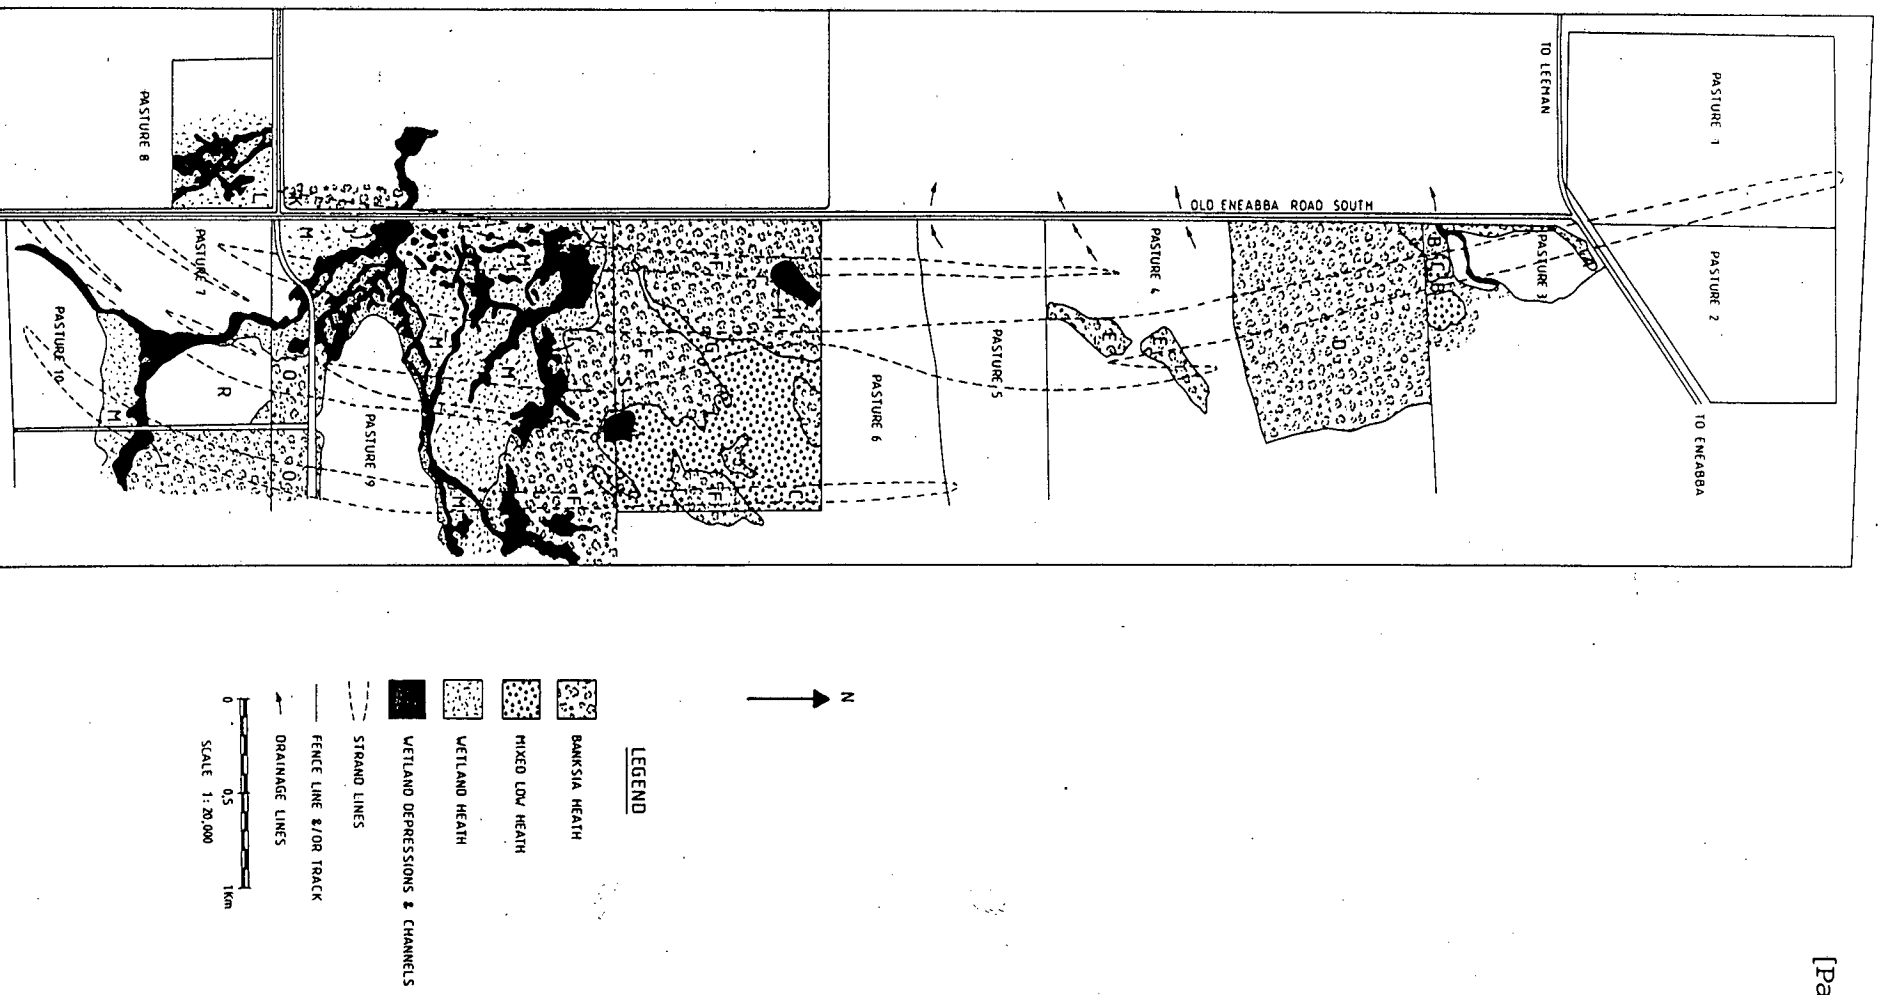 PASTURE 1
TO LEEMAN
PASTURE 2
OLD ENEABBA ROAD SOUTH
PASTURE 3
A
B
C
B
TO ENEABBA
D
PASTURE 4
E
E
PASTURE 5
PASTURE 6
H
F
G
F
S
C
F
F
I
M
M
M
M
J
M
K
L
PASTURE 8
PASTURE 7
O
O
R
PASTURE 9
PASTURE 10
M
I
N
LEGEND
BANKSIA HEATH
MIXED LOW HEATH
WETLAND HEATH
WETLAND DEPRESSIONS & CHANNELS
STRAND LINES
FENCE LINE &/OR TRACK
DRAINAGE LINES
0 0,5 1Km
SCALE 1:20,000
[Pa